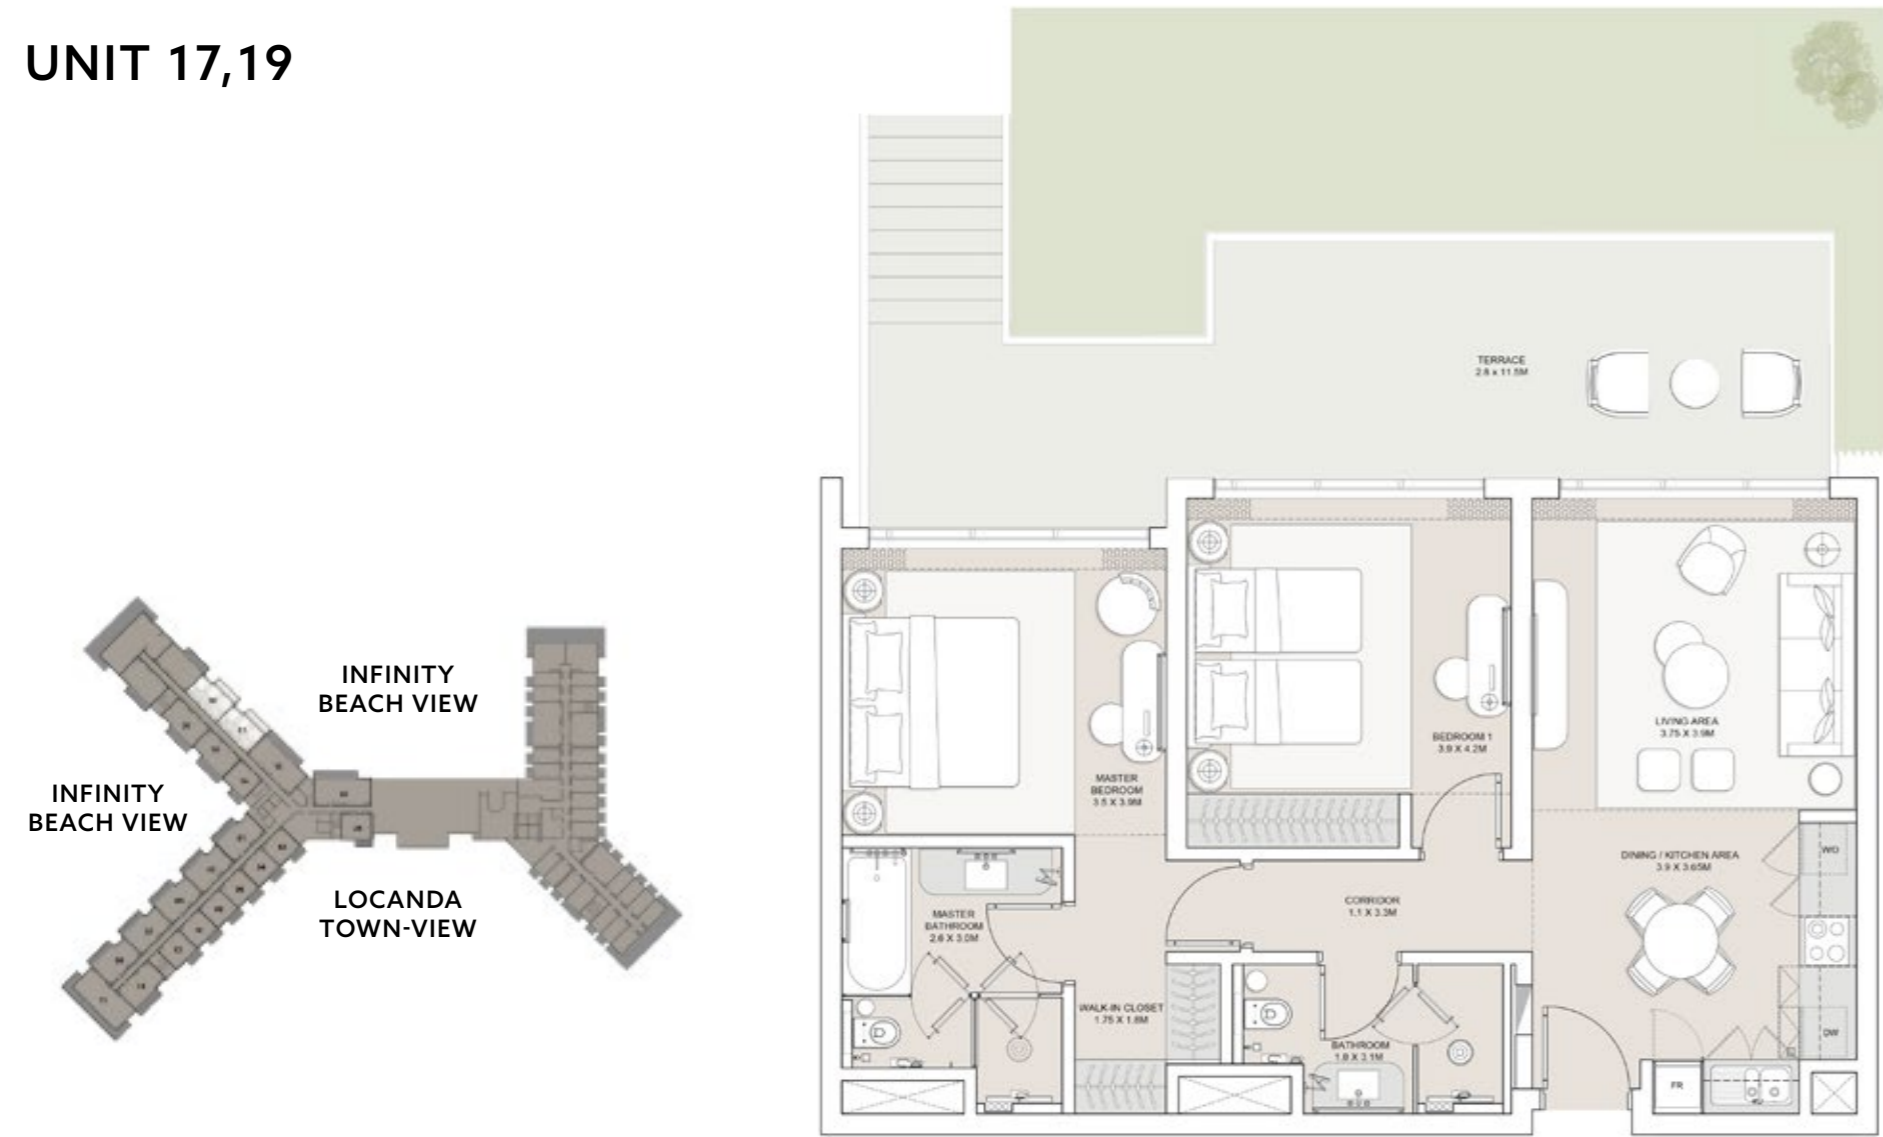 UNIT 17,19
TERRACE
2.8 x 11.5M
INFINITY
BEACH VIEW
INFINITY
BEACH VIEW
LOCANDA
TOWN-VIEW
LIVING AREA
3.75 X 3.9M
BEDROOM 1
3.9 X 4.2M
MASTER
BEDROOM
3.5 X 3.9M
DINING / KITCHEN AREA
3.9 X 3.65M
WO
CORRIDOR
1.1 X 3.3M
MASTER
BATHROOM
2.6 X 3.0M
WALK-IN CLOSET
1.75 X 1.8M
BATHROOM
1.8 X 3.1M
DW
FR